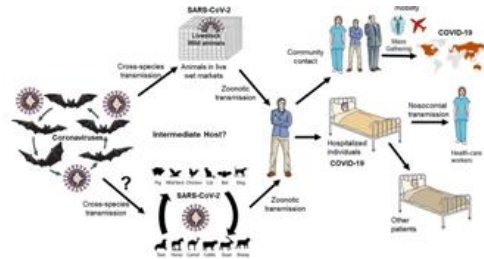 SARS-CoV-2
Livestock
Wild animals
Cross-species
transmission
Animals in live
wet markets
Zoonotic
transmission
Coronaviruses
?
Cross-species
transmission
Intermediate Host?
Pig
Chicken
Cat
Bat
Dog
SARS-CoV-2
Horse
Camel
Cattle
Goat
Sheep
Zoonotic
transmission
Community
contact
mobility
Mass
Gathering
COVID-19
Hospitalized
individuals
COVID-19
Nosocomial
transmission
Health-care
workers
Other
patients